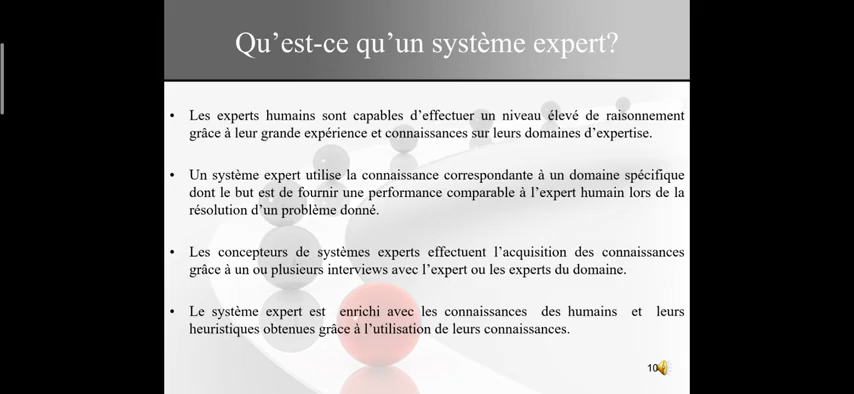 Qu’est-ce qu’un système expert?
• Les experts humains sont capables d’effectuer un niveau élevé de raisonnement
grâce à leur grande expérience et connaissances sur leurs domaines d’expertise.
• Un système expert utilise la connaissance correspondante à un domaine spécifique
dont le but est de fournir une performance comparable à l’expert humain lors de la
résolution d’un problème donné.
• Les concepteurs de systèmes experts effectuent l’acquisition des connaissances
grâce à un ou plusieurs interviews avec l’expert ou les experts du domaine.
• Le système expert est enrichi avec les connaissances des humains et leurs
heuristiques obtenues grâce à l’utilisation de leurs connaissances.
10